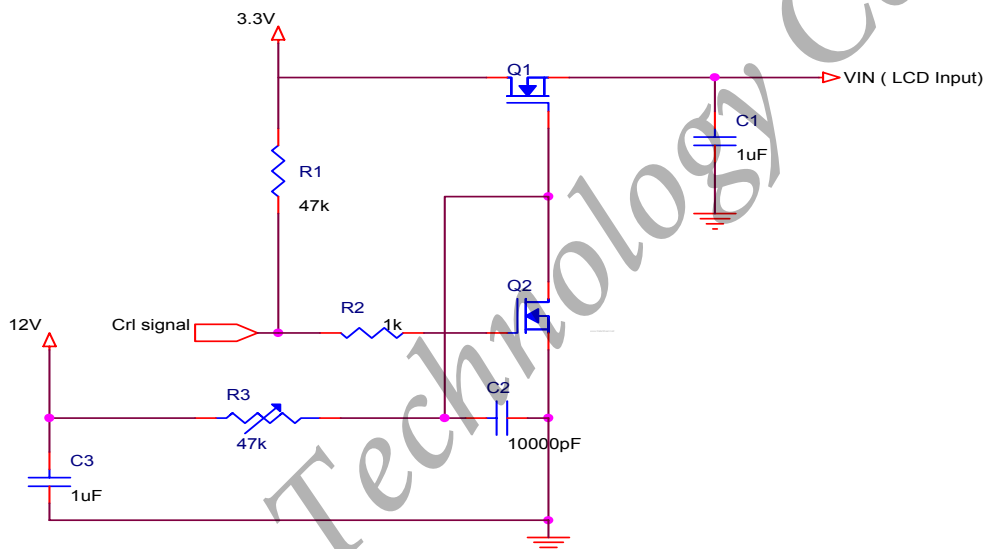 3.3V
Q1
VIN ( LCD Input)
C1
1uF
R1
47k
Q2
R2
1k
12V
Crl signal
R3
47k
C2
10000pF
C3
1uF
Technology Co